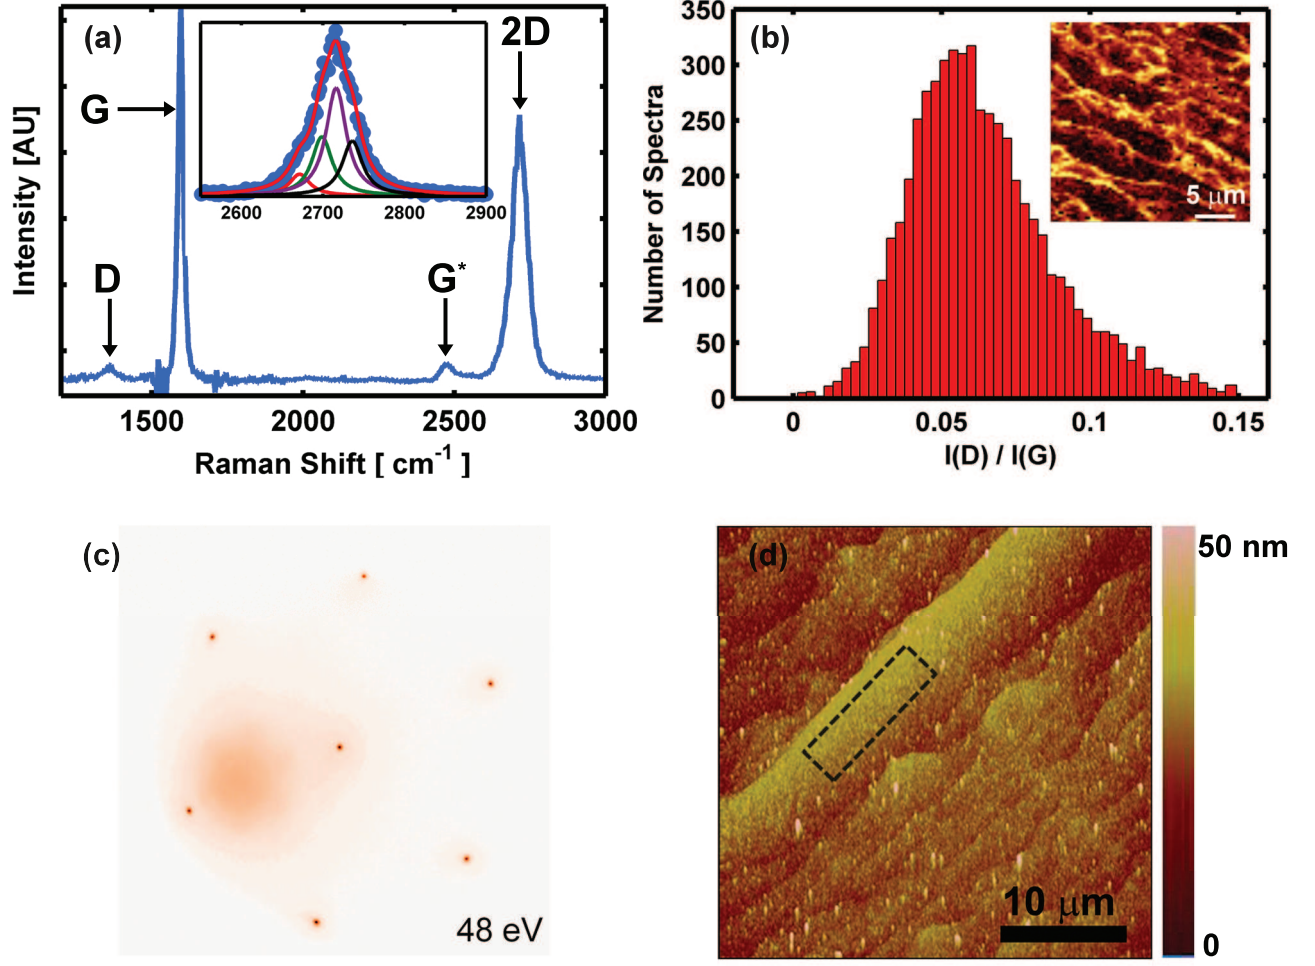 (a)
G
D
G*
2D
2600 2700 2800 2900
Intensity [AU]
1500 2000 2500 3000
Raman Shift [ cm-1 ]
(b)
350
300
250
200
150
100
50
0
Number of Spectra
5 μm
0 0.05 0.1 0.15
I(D) / I(G)
(c)
48 eV
(d)
10 μm
50 nm
0